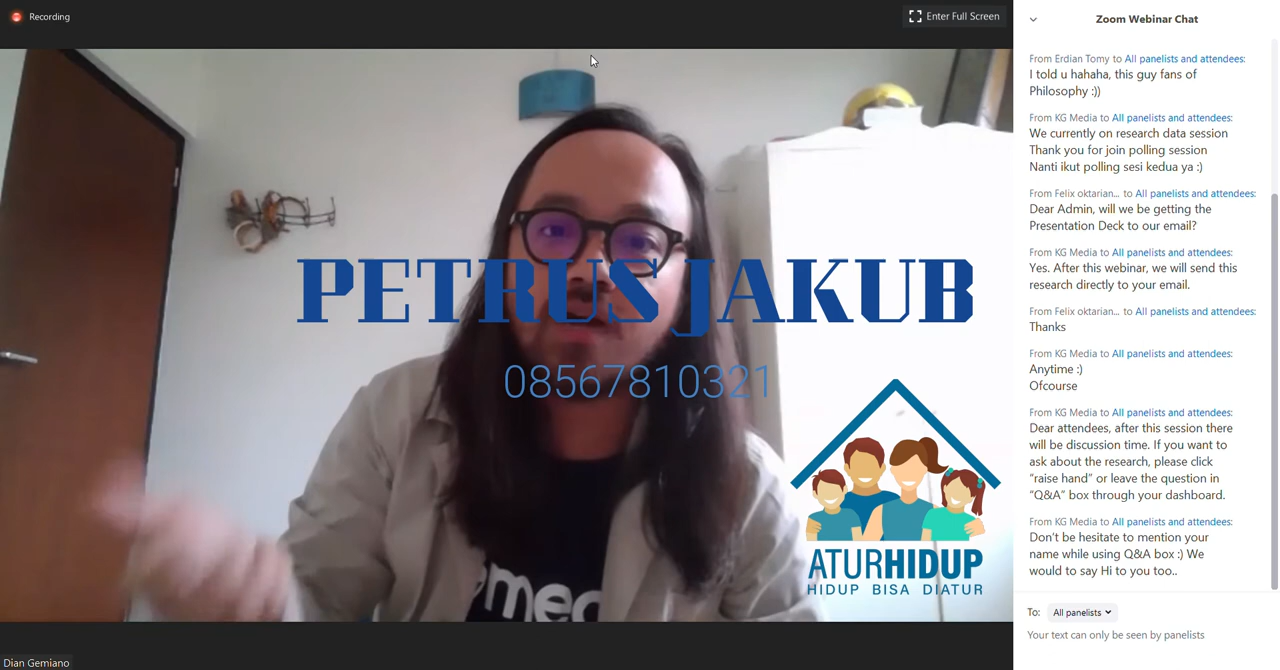 Recording
Enter Full Screen
PETRUS JAKUB
08567810321
ATURHIDUP
HIDUP BISA DIATUR
Dian Gemiano
Zoom Webinar Chat
From Erdian Tomy to All panelists and attendees:
I told u hahaha, this guy fans of
Philosophy :))
From KG Media to All panelists and attendees:
We currently on research data session
Thank you for join polling session
Nanti ikut polling sesi kedua ya :)
From Felix oktarian... to All panelists and attendees:
Dear Admin, will we be getting the
Presentation Deck to our email?
From KG Media to All panelists and attendees:
Yes. After this webinar, we will send this
research directly to your email.
From Felix oktarian... to All panelists and attendees:
Thanks
From KG Media to All panelists and attendees:
Anytime :)
Ofcourse
From KG Media to All panelists and attendees:
Dear attendees, after this session there
will be discussion time. If you want to
ask about the research, please click
“raise hand” or leave the question in
“Q&A” box through your dashboard.
From KG Media to All panelists and attendees:
Don't be hesitate to mention your
name while using Q&A box :) We
would to say Hi to you too..
To: All panelists
Your text can only be seen by panelists